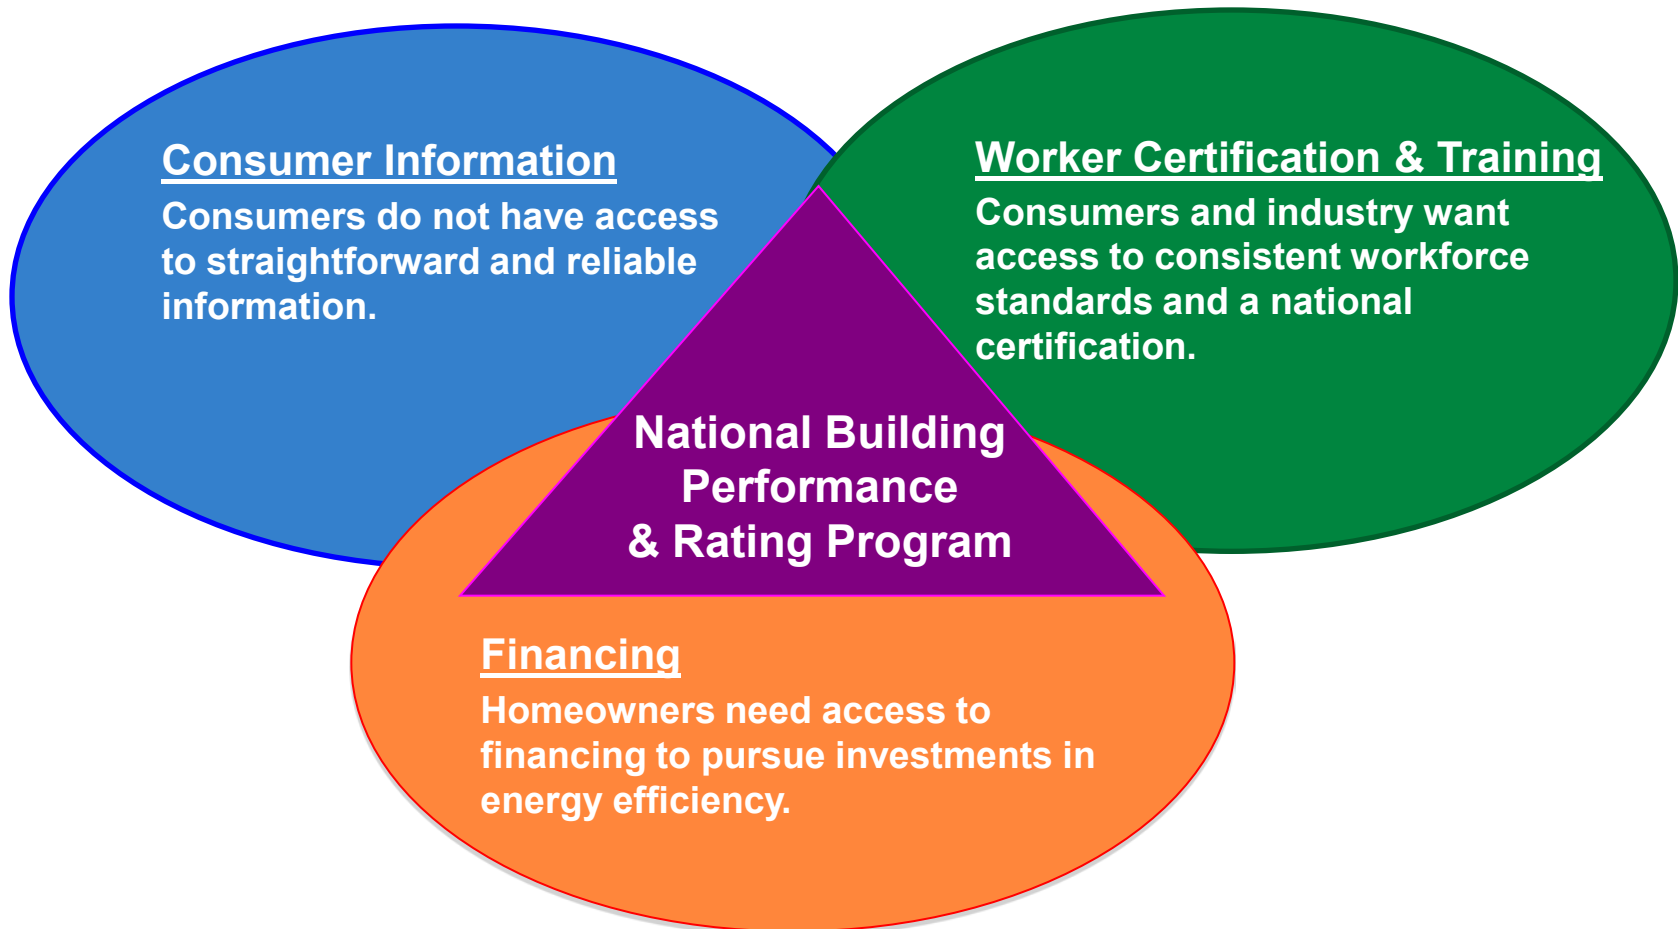 Consumer Information
Consumers do not have access
to straightforward and reliable
information.
Worker Certification & Training
Consumers and industry want
access to consistent workforce
standards and a national
certification.
National Building
Performance
& Rating Program
Financing
Homeowners need access to
financing to pursue investments in
energy efficiency.